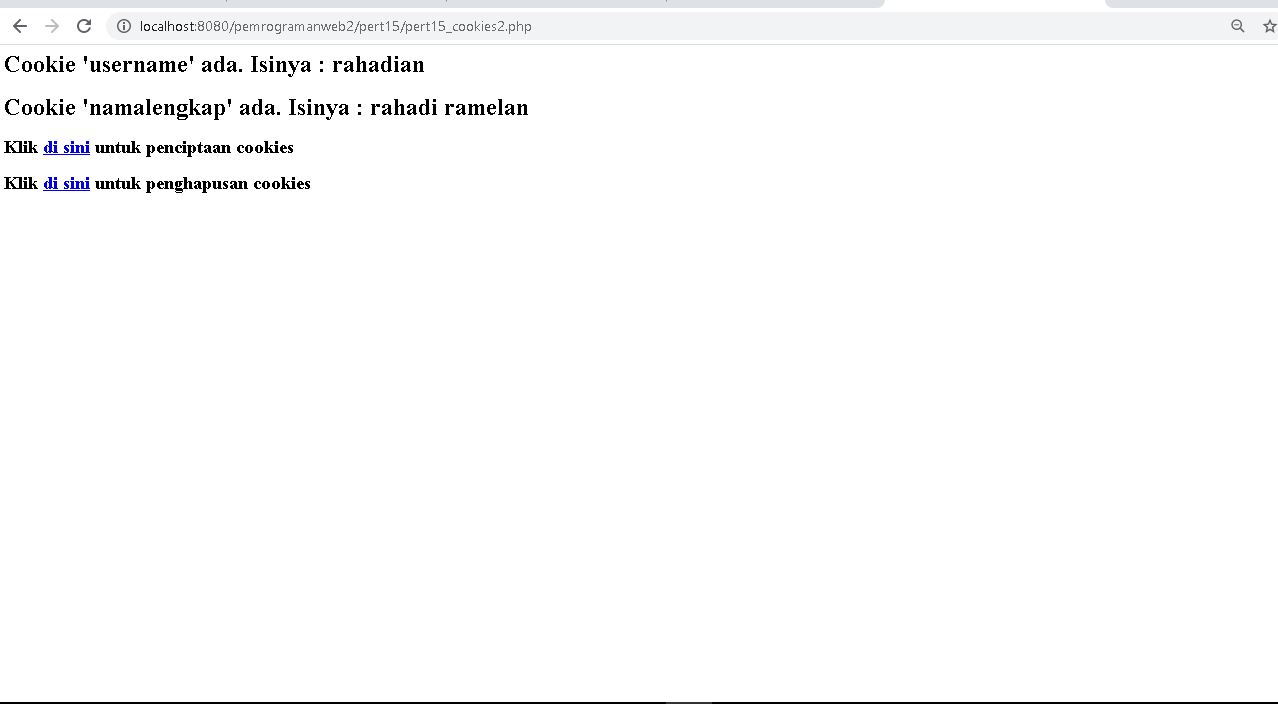 localhost:8080/pemrogramanweb2/pert15/pert15_cookies2.php
Cookie 'username' ada. Isinya : rahadian
Cookie 'namalengkap' ada. Isinya : rahadi ramelan
Klik di sini untuk penciptaan cookies
Klik di sini untuk penghapusan cookies